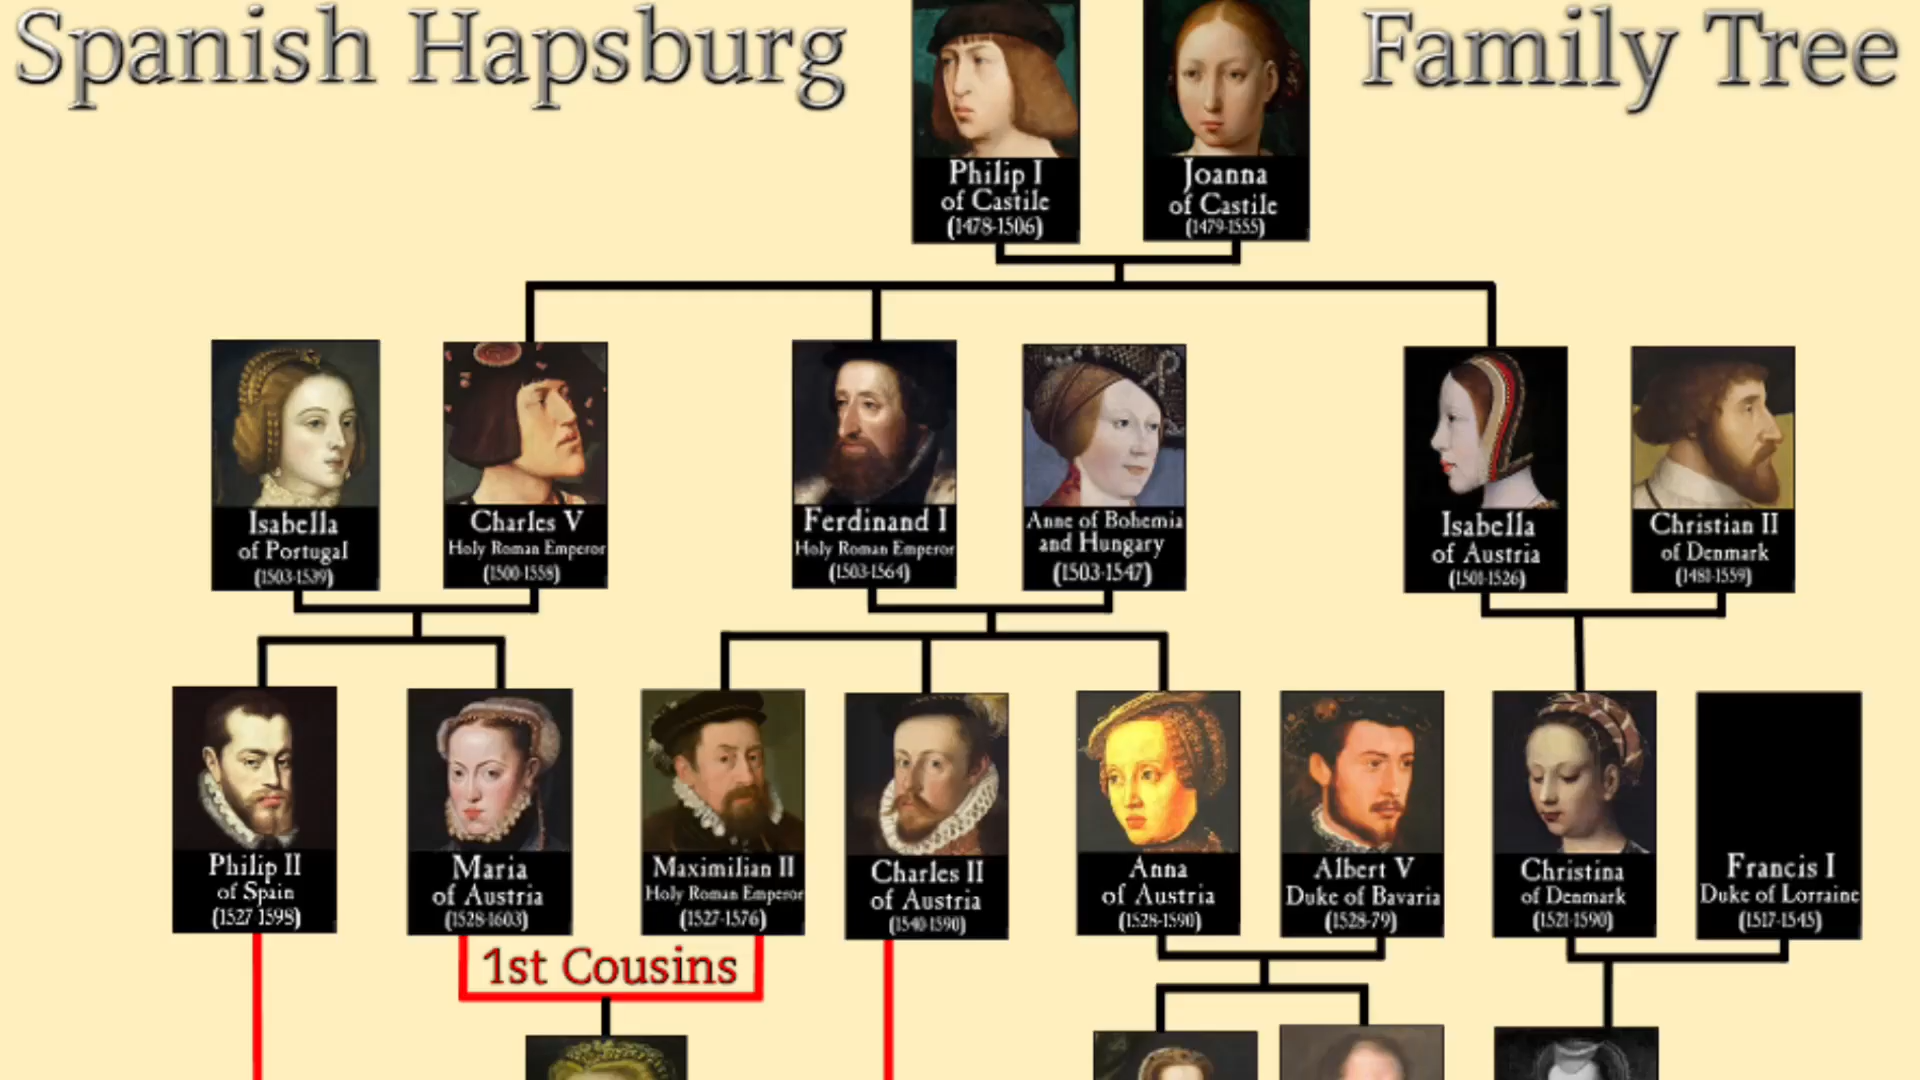 Spanish Hapsburg Family Tree
Philip I
of Castile
(1478-1506)
Joanna
of Castile
(1479-1555)
Isabella
of Portugal
(1503-1539)
Charles V
Holy Roman Emperor
(1500-1558)
Ferdinand I
Holy Roman Emperor
(1503-1564)
Anne of Bohemia
and Hungary
(1503-1547)
Isabella
of Austria
(1501-1526)
Christian II
of Denmark
(1481-1559)
Philip II
of Spain
(1527-1598)
Maria
of Austria
(1528-1603)
Maximilian II
Holy Roman Emperor
(1527-1576)
Charles II
of Austria
(1540-1590)
Anna
of Austria
(1528-1590)
Albert V
Duke of Bavaria
(1528-79)
Christina
of Denmark
(1521-1590)
Francis I
Duke of Lorraine
(1517-1545)
1st Cousins